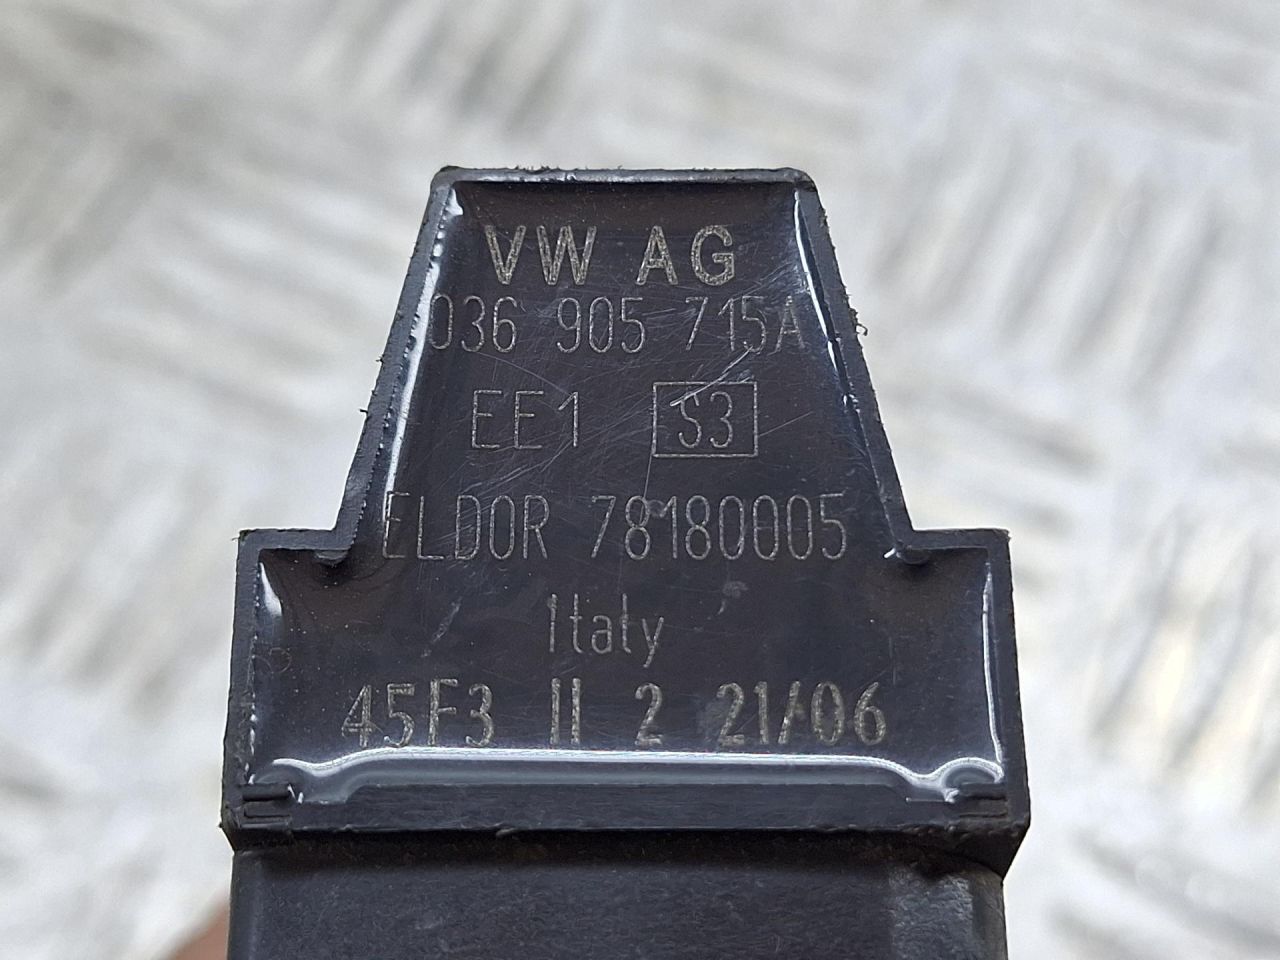 VW AG
036 905 715A
EE1 S3
ELDOR 78180005
Italy
45F3 II 2 21/06